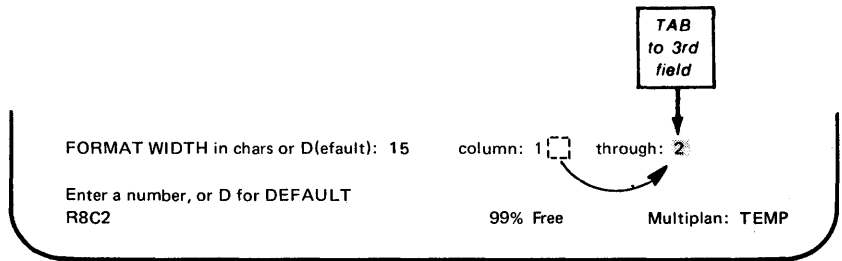 TAB
to 3rd
field
FORMAT WIDTH in chars or D(efault): 15 column: 1 through: 2
Enter a number, or D for DEFAULT
R8C2 99% Free Multiplan: TEMP